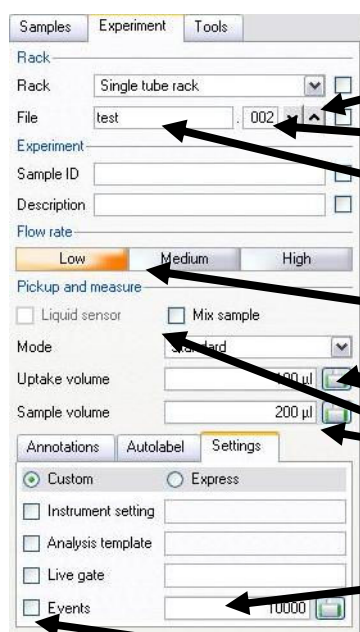 Samples Experiment Tools
Rack
Rack Single tube rack
File test . 002
Experiment
Sample ID
Description
Flow rate
Low Medium High
Pickup and measure
Liquid sensor Mix sample
Mode Standard
Uptake volume µl
Sample volume 200 µl
Annotations Autolabel Settings
Custom Express
Instrument setting
Analysis template
Live gate
Events 10000